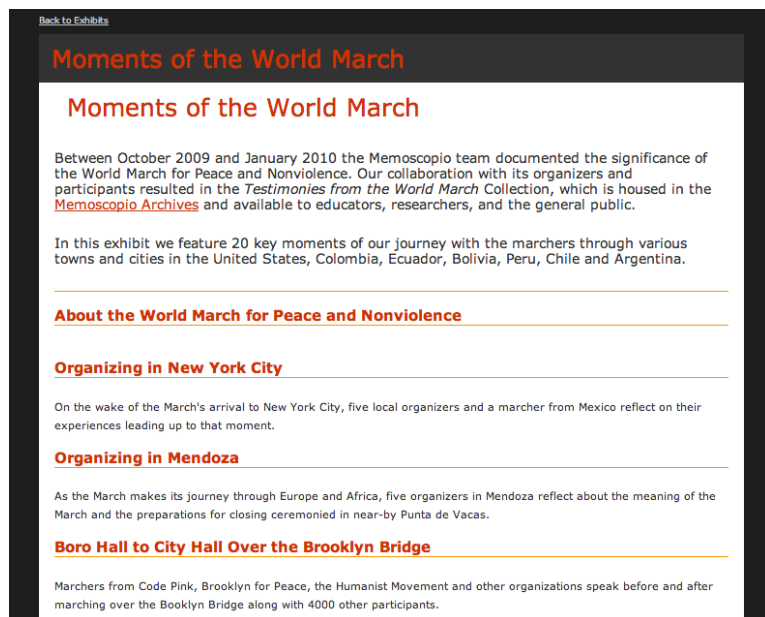 Back to Exhibits
Moments of the World March
Moments of the World March
Between October 2009 and January 2010 the Memoscopio team documented the significance of
the World March for Peace and Nonviolence. Our collaboration with its organizers and
participants resulted in the Testimonies from the World March Collection, which is housed in the
Memoscopio Archives and available to educators, researchers, and the general public.
In this exhibit we feature 20 key moments of our journey with the marchers through various
towns and cities in the United States, Colombia, Ecuador, Bolivia, Peru, Chile and Argentina.
About the World March for Peace and Nonviolence
Organizing in New York City
On the wake of the March's arrival to New York City, five local organizers and a marcher from Mexico reflect on their
experiences leading up to that moment.
Organizing in Mendoza
As the March makes its journey through Europe and Africa, five organizers in Mendoza reflect about the meaning of the
March and the preparations for closing ceremonied in near-by Punta de Vacas.
Boro Hall to City Hall Over the Brooklyn Bridge
Marchers from Code Pink, Brooklyn for Peace, the Humanist Movement and other organizations speak before and after
marching over the Booklyn Bridge along with 4000 other participants.